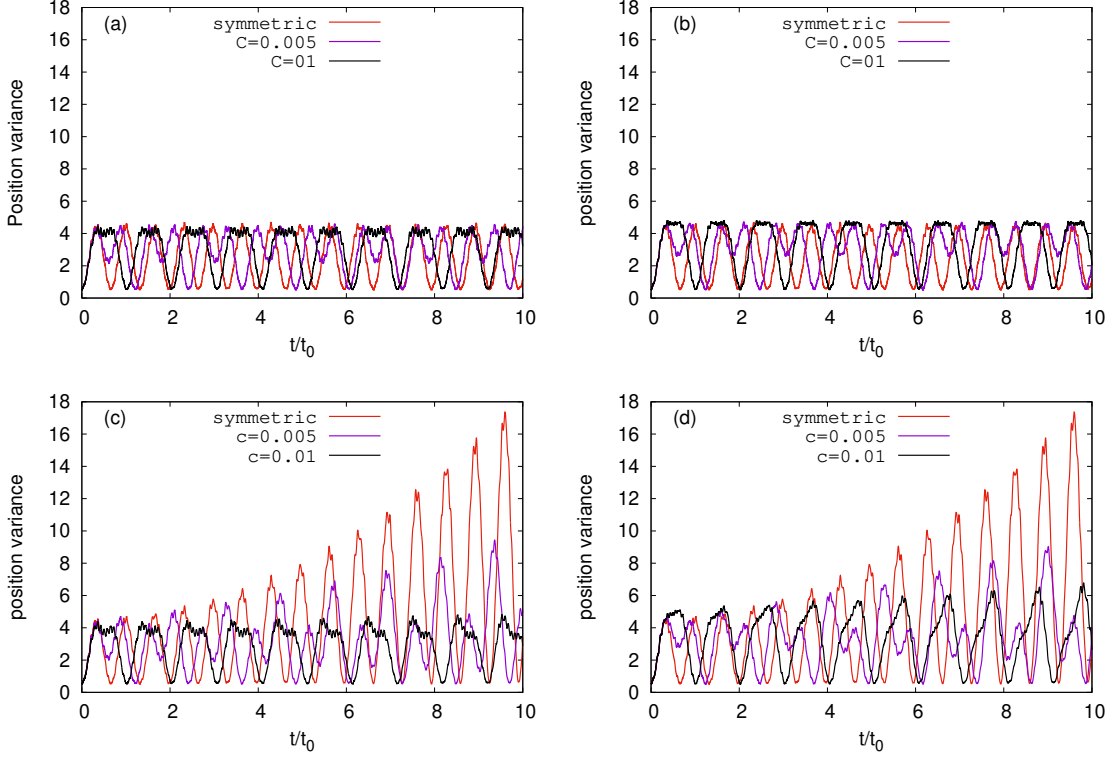 (a)
symmetric
C=0.005
C=01
Position variance
18
16
14
12
10
8
6
4
2
0
0 2 4 6 8 10
t/t0
(b)
symmetric
C=0.005
C=01
position variance
18
16
14
12
10
8
6
4
2
0
0 2 4 6 8 10
t/t0
(c)
symmetric
c=0.005
c=0.01
position variance
18
16
14
12
10
8
6
4
2
0
0 2 4 6 8 10
t/t0
(d)
symmetric
c=0.005
c=0.01
position variance
18
16
14
12
10
8
6
4
2
0
0 2 4 6 8 10
t/t0